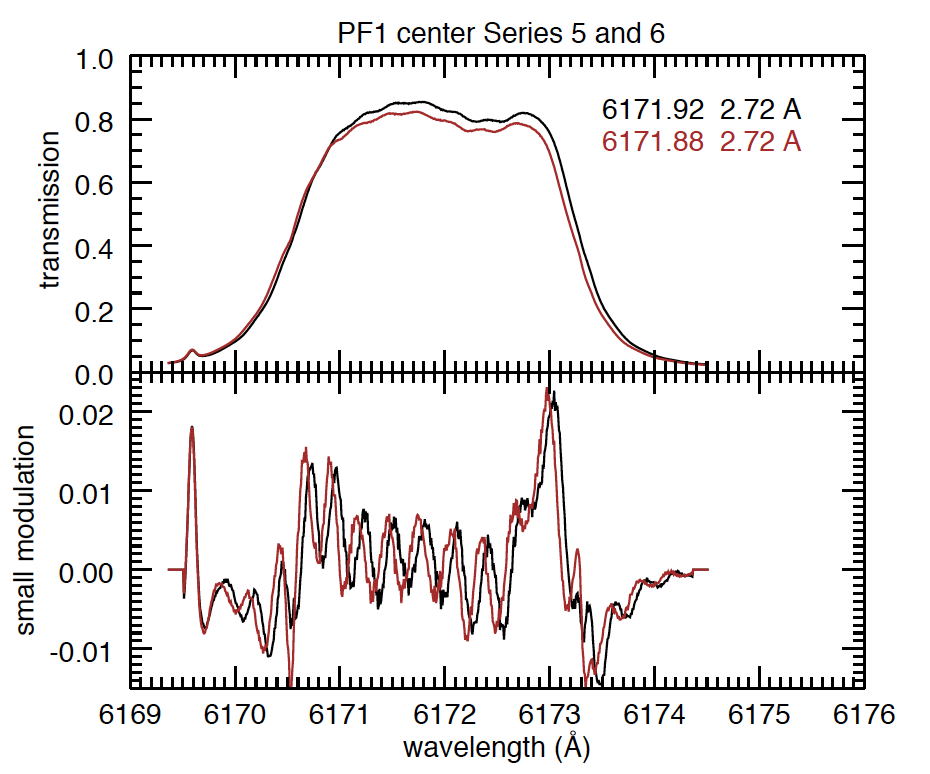 PF1 center Series 5 and 6
1.0
0.8
0.6
0.4
0.2
0.0
transmission
6171.92 2.72 A
6171.88 2.72 A
0.02
0.01
0.00
-0.01
small modulation
6169 6170 6171 6172 6173 6174 6175 6176
wavelength (Å)